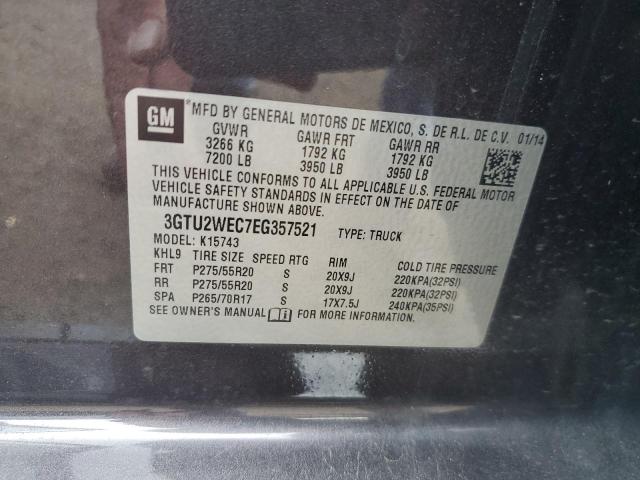 GM *MFD BY GENERAL MOTORS DE MEXICO, S. DE R.L. DE C.V. 01/14
GVWR GAWR FRT GAWR RR
3266 KG 1792 KG 1792 KG
7200 LB 3950 LB 3950 LB
THIS VEHICLE CONFORMS TO ALL APPLICABLE U.S. FEDERAL MOTOR
VEHICLE SAFETY STANDARDS IN EFFECT ON THE DATE OF
MANUFACTURE SHOWN ABOVE.
3GTU2WEC7EG357521 TYPE: TRUCK
MODEL: K15743
KHL9 TIRE SIZE SPEED RTG RIM COLD TIRE PRESSURE
FRT P275/55R20 S 20X9J 220KPA(32PSI)
RR P275/55R20 S 20X9J 220KPA(32PSI)
SPA P265/70R17 S 17X7.5J 240KPA(35PSI)
SEE OWNER'S MANUAL FOR MORE INFORMATION.